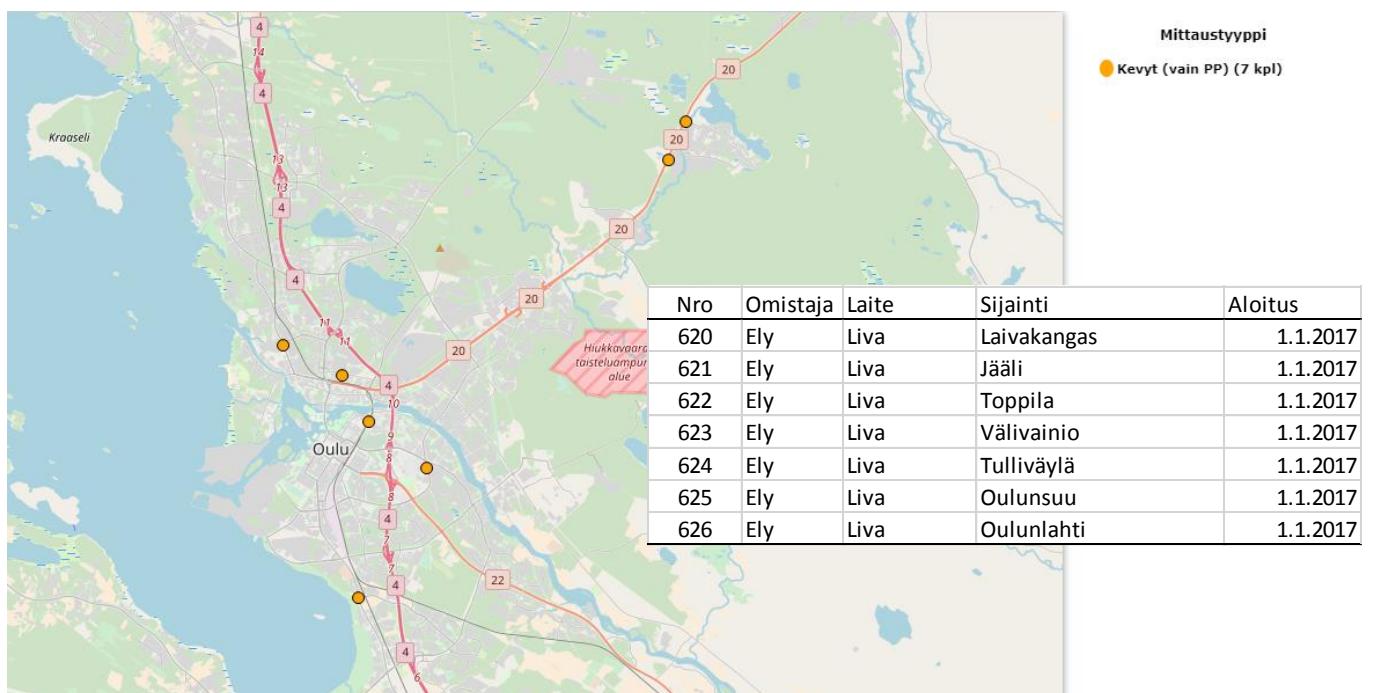 Mittaustyyppi
Kevyt (vain PP) (7 kpl)
4
14
4
20
Kraaseli
20
13
13
4
20
4
20
11
11
20
Hiukkavaara
taisteluampu
alue
4
10
Oulu
9
8
8
4
7
7
4
22
4
6
Nro Omistaja Laite Sijainti Aloitus
620 Ely Liva Laivakangas 1.1.2017
621 Ely Liva Jääli 1.1.2017
622 Ely Liva Toppila 1.1.2017
623 Ely Liva Välivainio 1.1.2017
624 Ely Liva Tulliväylä 1.1.2017
625 Ely Liva Oulunsuu 1.1.2017
626 Ely Liva Oulunlahti 1.1.2017